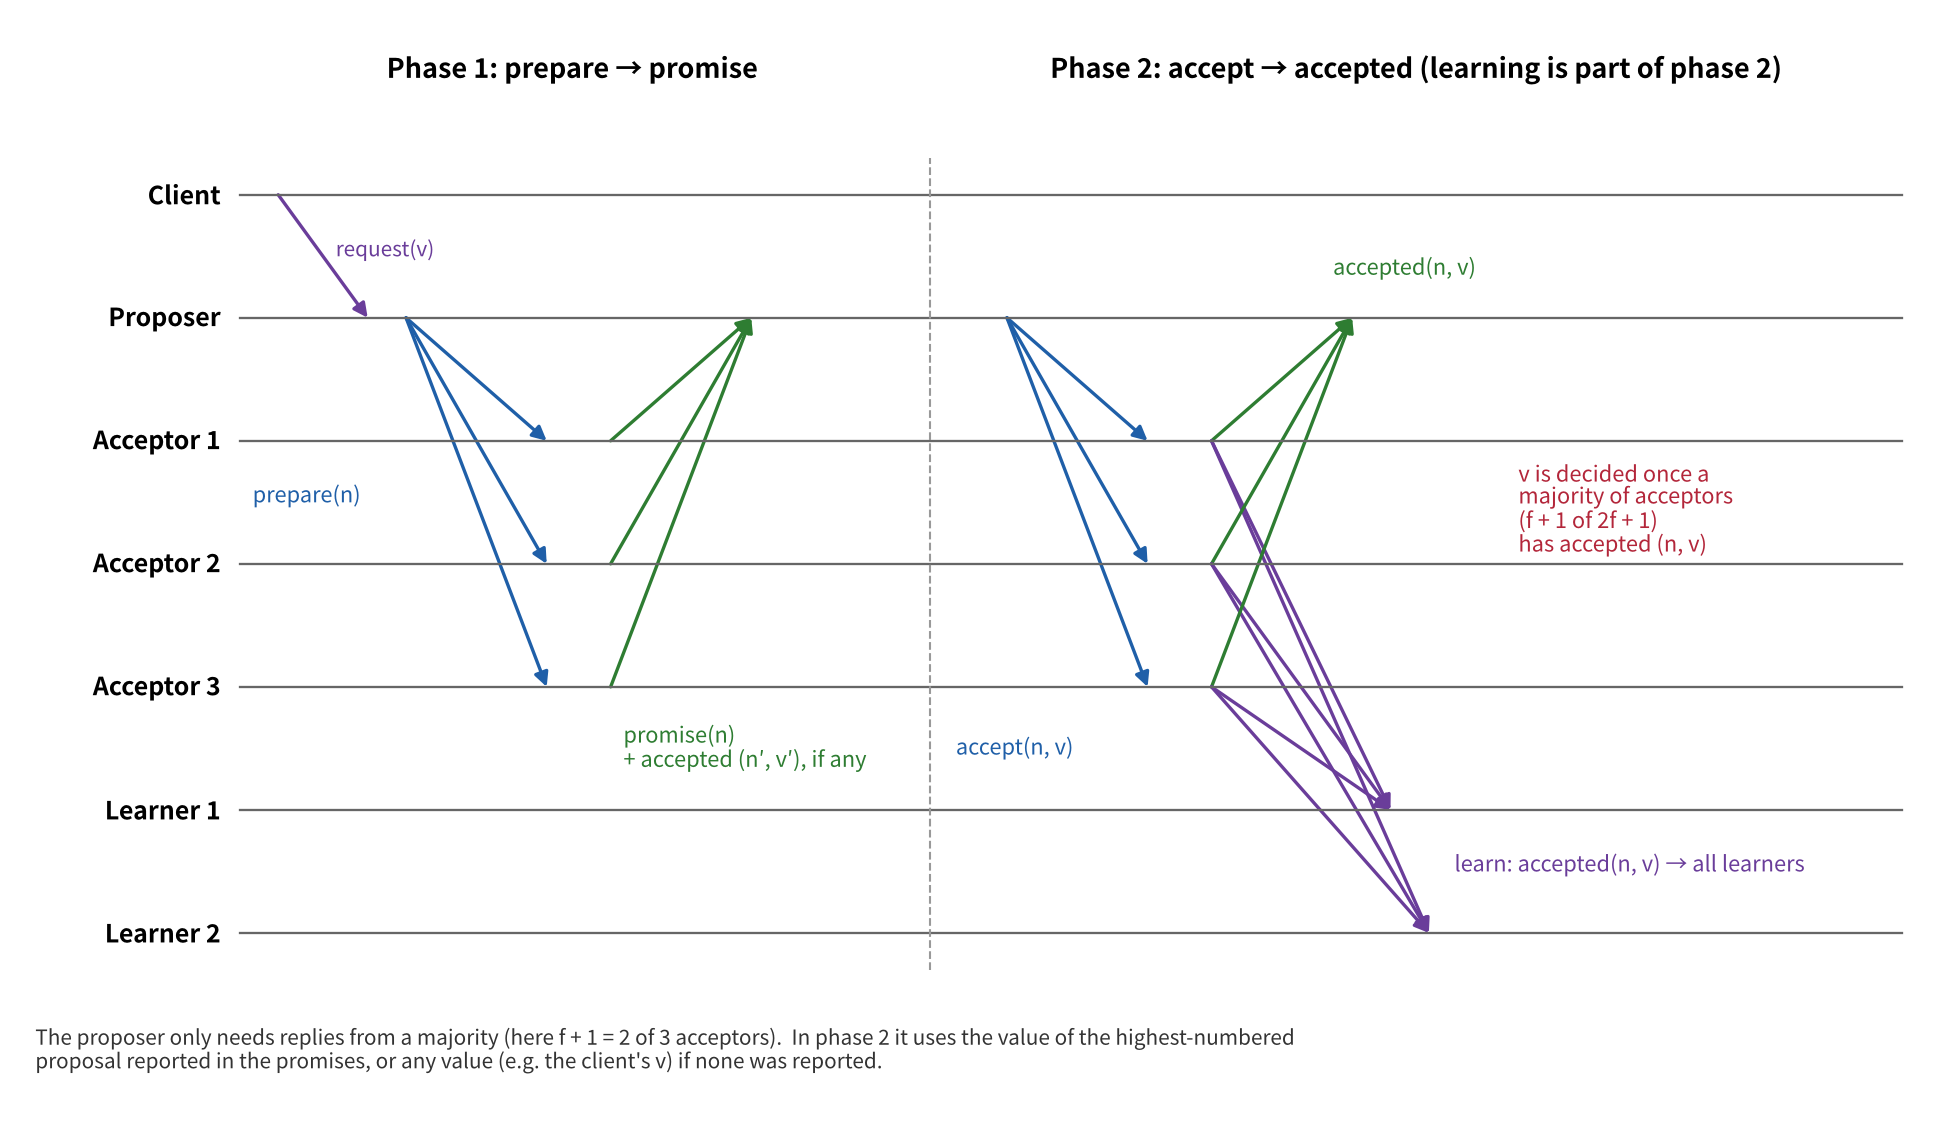 Phase 1: prepare → promise
Phase 2: accept → accepted (learning is part of phase 2)
Client
request(v)
accepted(n, v)
Proposer
Acceptor 1
prepare(n)
v is decided once a
majority of acceptors
(f + 1 of 2f + 1)
has accepted (n, v)
Acceptor 2
Acceptor 3
promise(n)
+ accepted (n′, v′), if any
accept(n, v)
Learner 1
learn: accepted(n, v) → all learners
Learner 2
The proposer only needs replies from a majority (here f + 1 = 2 of 3 acceptors).  In phase 2 it uses the value of the highest-numbered
proposal reported in the promises, or any value (e.g. the client's v) if none was reported.